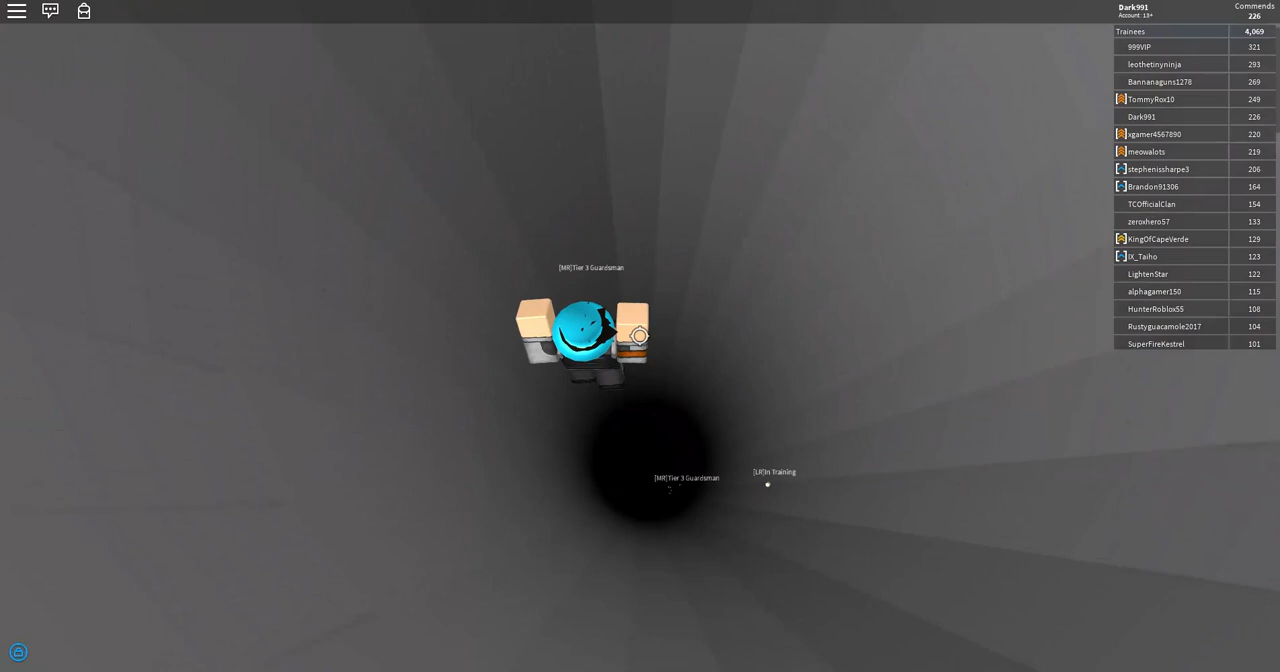 Dark991
Account: 13+
Commends
226
Trainees 4,069
999VIP 321
leothetinyninja 293
Bannanaguns1278 269
TommyRox10 249
Dark991 226
xgamer4567890 220
meowalots 219
stephenissharpe3 206
Brandon91306 164
TCOfficialClan 154
zeroxhero57 133
KingOfCapeVerde 129
IX_Taiho 123
LightenStar 122
alphagamer150 115
HunterRoblox55 108
Rustyguacamole2017 104
SuperFireKestrel 101
[MR]Tier 3 Guardsman
[MR]Tier 3 Guardsman
[LR]In Training